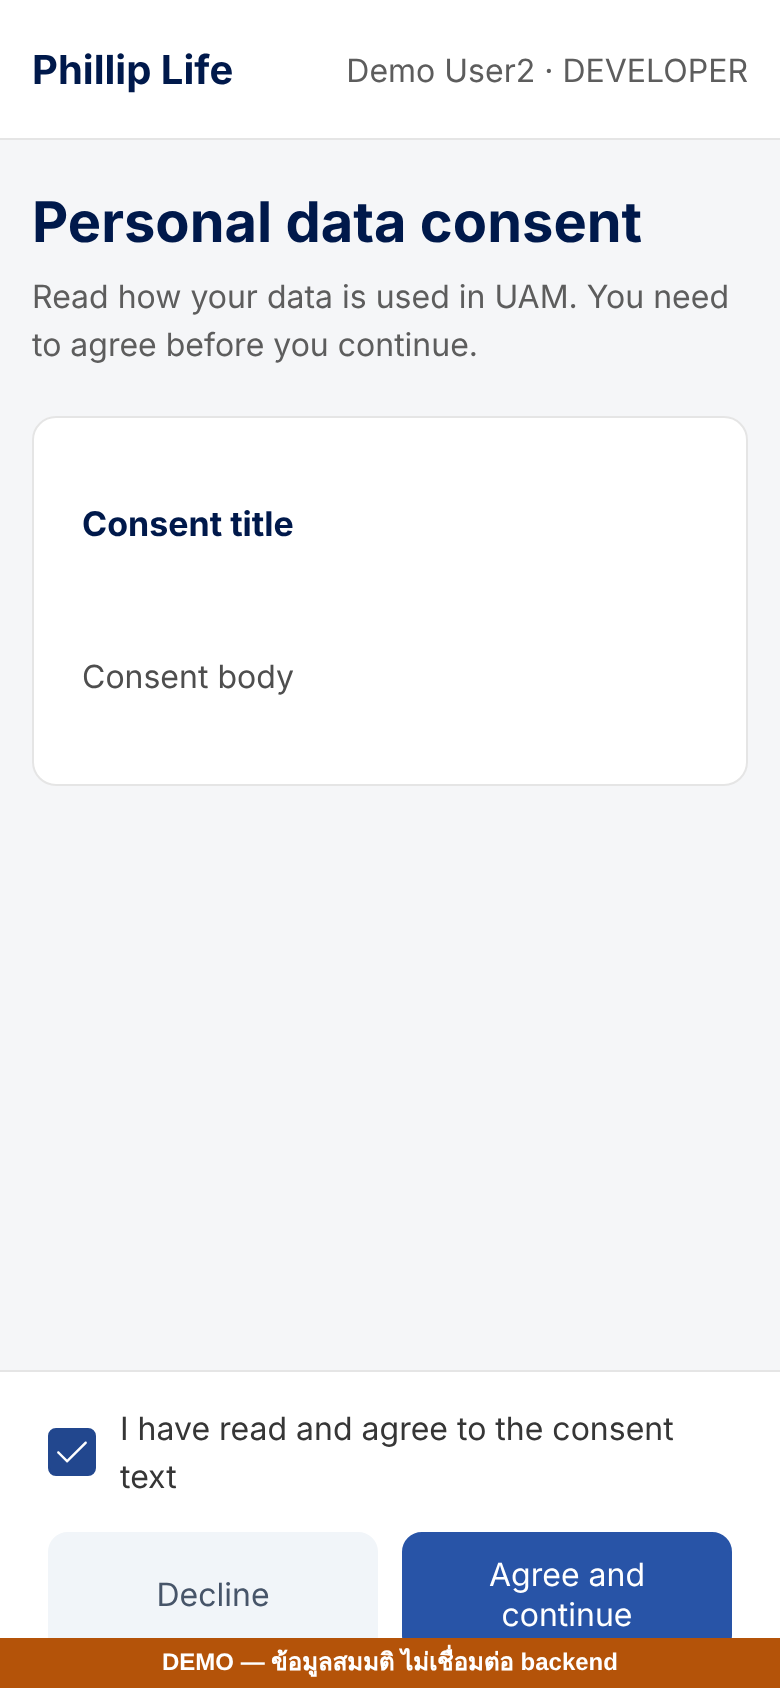 Phillip Life
Demo User2 · DEVELOPER
Personal data consent
Read how your data is used in UAM. You need
to agree before you continue.
Consent title
Consent body
I have read and agree to the consent
text
Decline
Agree and
continue
DEMO — ข้อมูลสมมติ ไม่เชื่อมต่อ backend